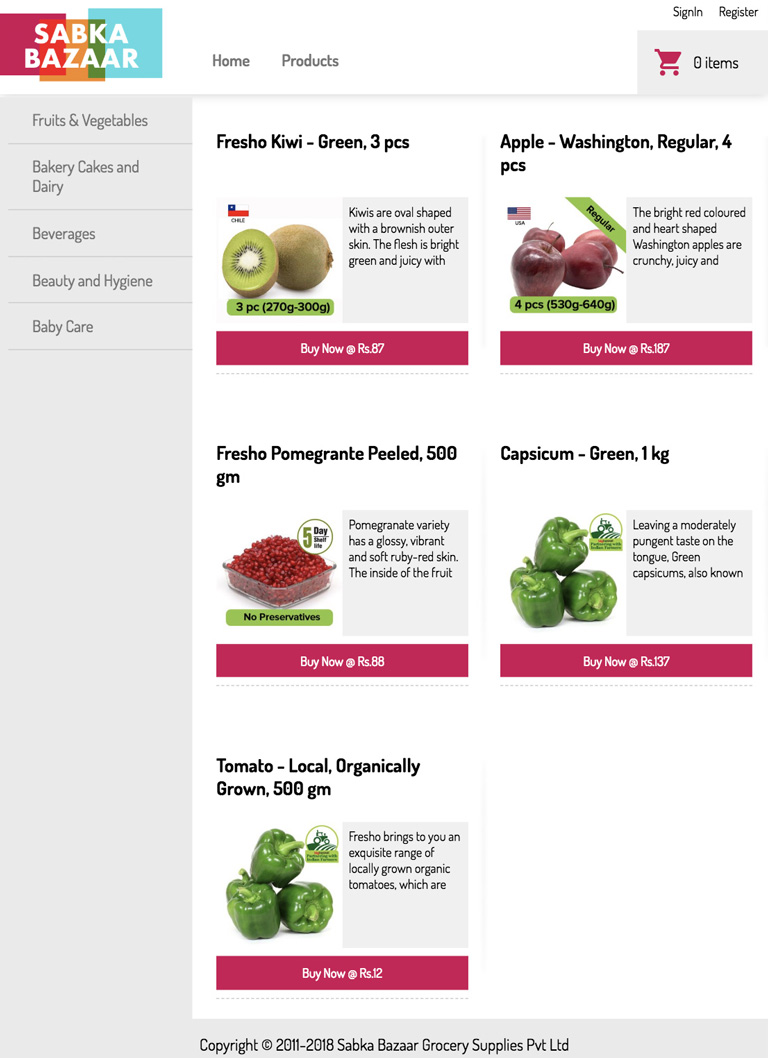 SignIn Register
SABKA
BAZAAR
Home Products
0 items
Fruits & Vegetables
Bakery Cakes and
Dairy
Beverages
Beauty and Hygiene
Baby Care
Fresho Kiwi - Green, 3 pcs
CHILE
3 pc (270g-300g)
Kiwis are oval shaped
with a brownish outer
skin. The flesh is bright
green and juicy with
Buy Now @ Rs.87
Apple - Washington, Regular, 4
pcs
USA
Regular
4 pcs (530g-640g)
The bright red coloured
and heart shaped
Washington apples are
crunchy, juicy and
Buy Now @ Rs.187
Fresho Pomegrante Peeled, 500
gm
5 Day
Shelf
life
No Preservatives
Pomegranate variety
has a glossy, vibrant
and soft ruby-red skin.
The inside of the fruit
Buy Now @ Rs.88
Capsicum - Green, 1 kg
Partnering with
Indian Farmers
Leaving a moderately
pungent taste on the
tongue, Green
capsicums, also known
Buy Now @ Rs.137
Tomato - Local, Organically
Grown, 500 gm
Partnering with
Indian Farmers
Fresho brings to you an
exquisite range of
locally grown organic
tomatoes, which are
Buy Now @ Rs.12
Copyright © 2011-2018 Sabka Bazaar Grocery Supplies Pvt Ltd